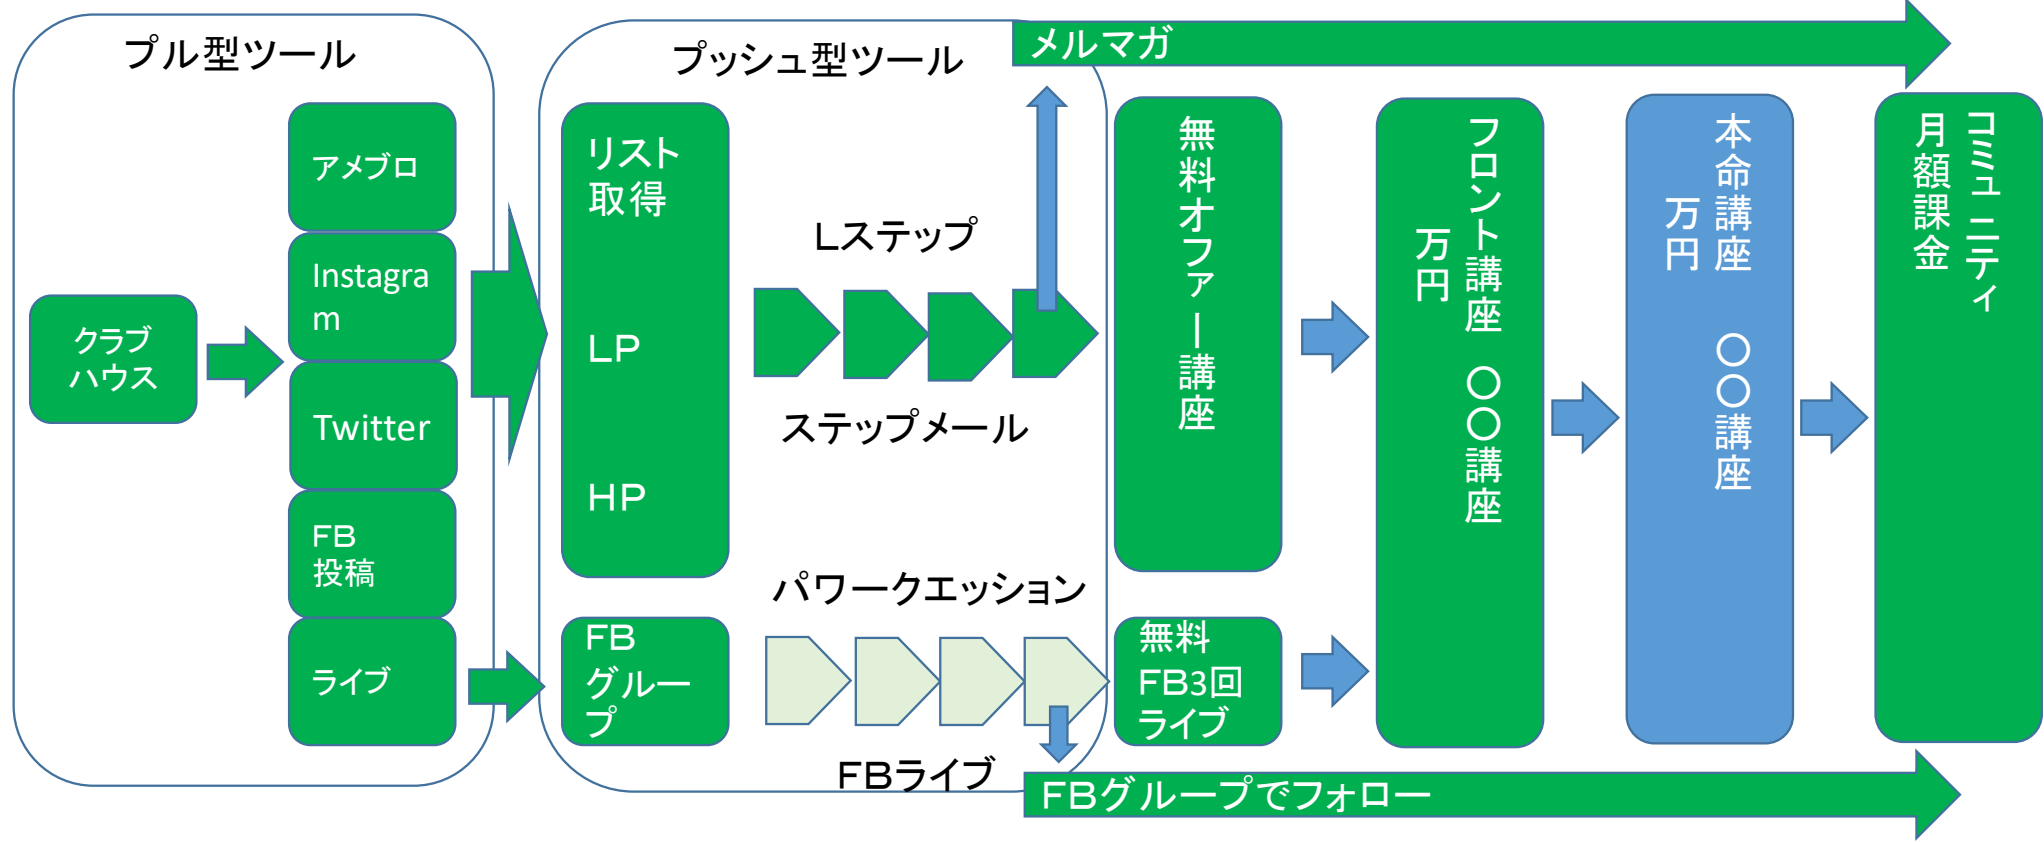 プル型ツール
アメブロ
Instagra
m
クラブ
ハウス
Twitter
FB
投稿
ライブ
プッシュ型ツール
リスト
取得
LP
HP
Lステップ
ステップメール
パワークエッション
FB
グルー
プ
FBライブ
メルマガ
無料オファー講座
無料
FB3回
ライブ
フロント講座 〇〇講座
万円
本命講座 〇〇講座
万円
コミュニティ
月額課金
FBグループでフォロー